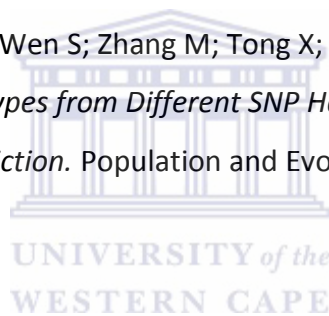 Wen S; Zhang M; Tong X;
ypes from Different SNP H
iction. Population and Evo
UNIVERSITY of the
WESTERN CAPE